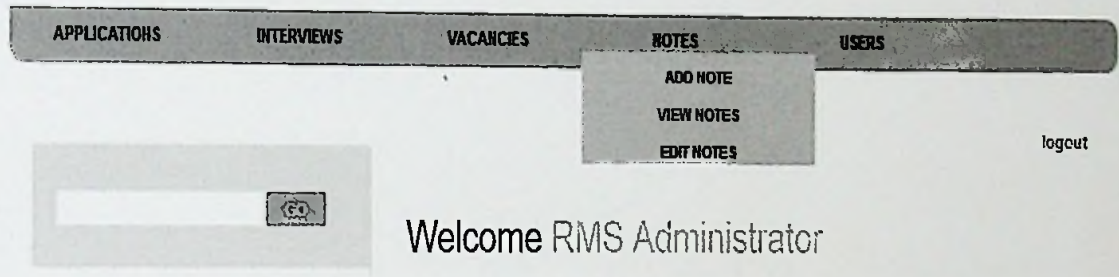 APPLICATIONS INTERVIEWS VACANCIES NOTES USERS
ADD NOTE
VIEW NOTES
EDIT NOTES
logout
GO
Welcome RMS Administrator